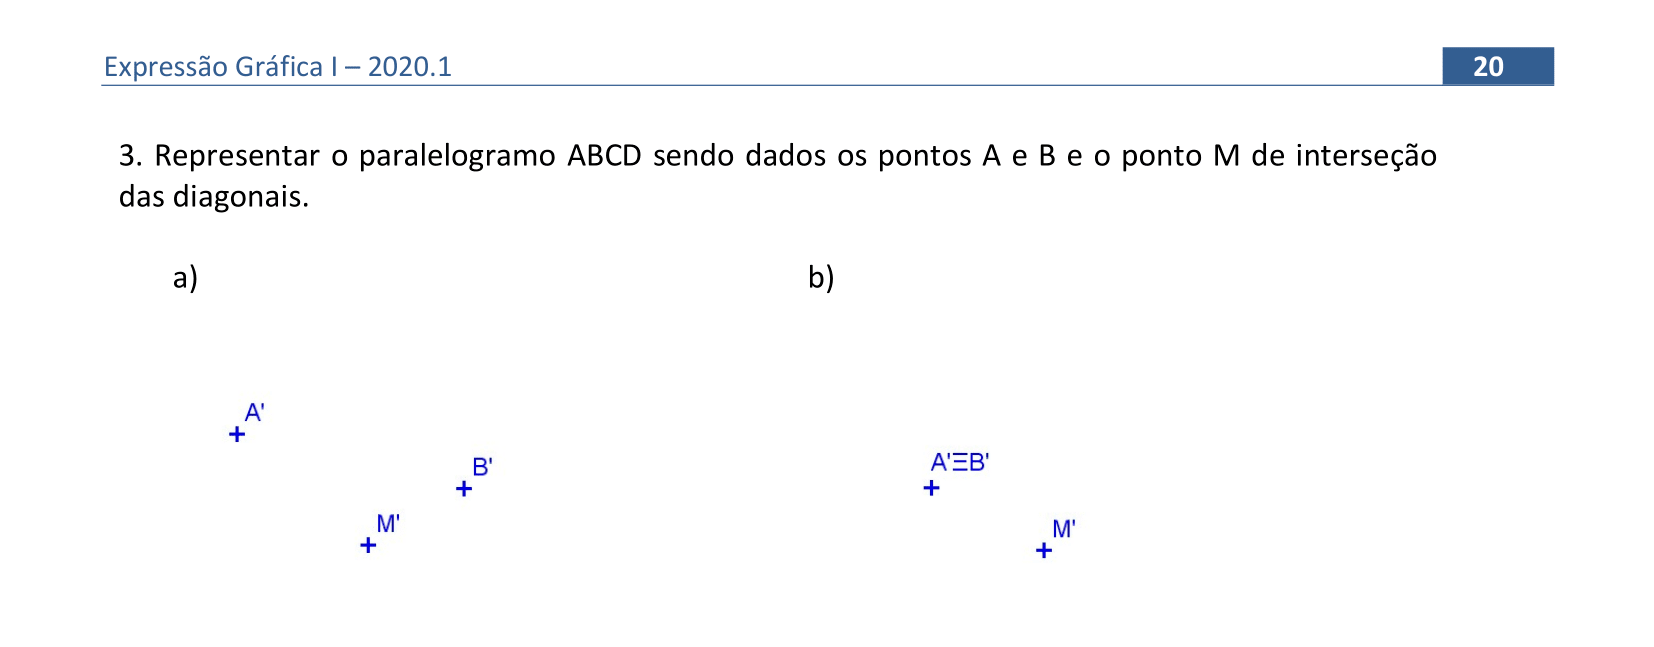 Expressão Gráfica I – 2020.1
20
3. Representar o paralelogramo ABCD sendo dados os pontos A e B e o ponto M de interseção
das diagonais.
a)
b)
A'
B'
M'
A'ΞB'
M'